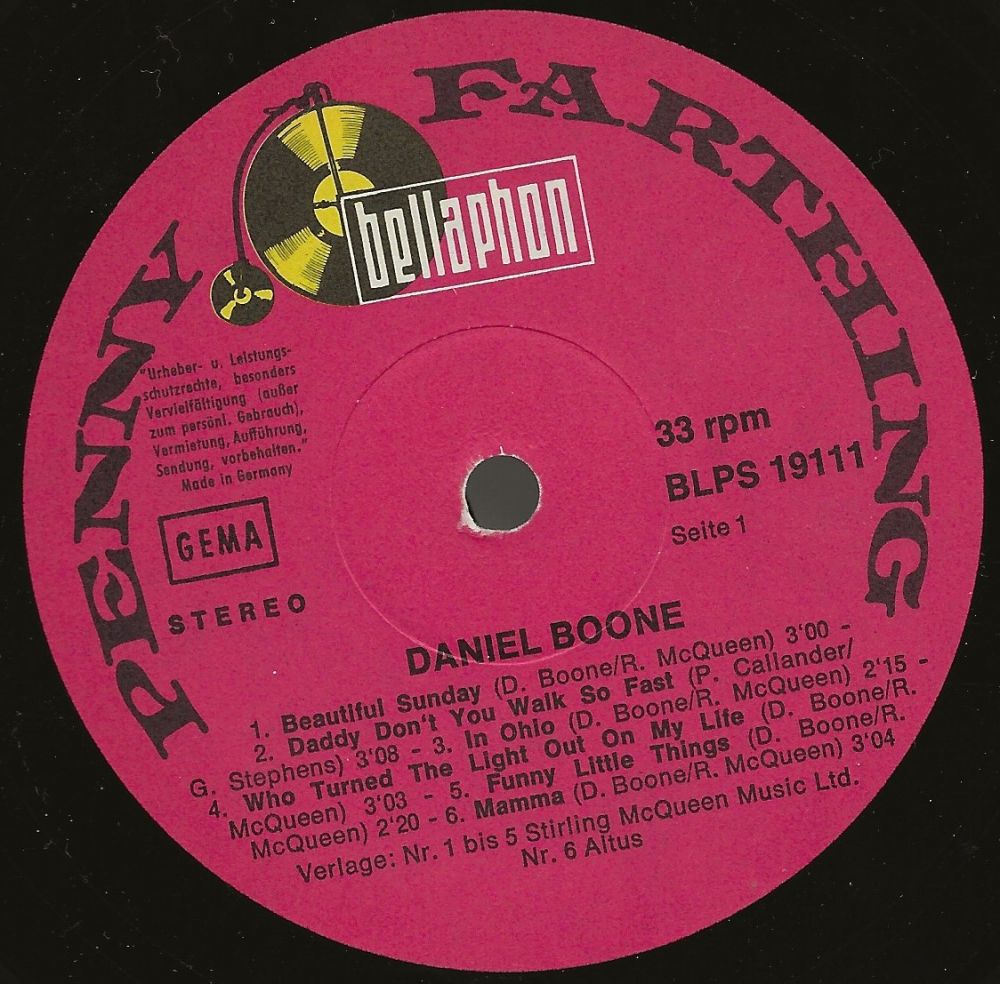 PENNY FARTHING
bellaphon
"Urheber- u. Leistungs-
schutzrechte, besonders
Vervielfältigung (außer
zum persönl. Gebrauch),
Vermietung, Aufführung,
Sendung, vorbehalten."
Made in Germany
GEMA
STEREO
33 rpm
BLPS 19111
Seite 1
DANIEL BOONE
1. Beautiful Sunday (D. Boone/R. McQueen) 3'00 -
2. Daddy Don't You Walk So Fast (P. Callander/
G. Stephens) 3'08 - 3. In Ohio (D. Boone/R. McQueen) 2'15 -
4. Who Turned The Light Out On My Life (D. Boone/R.
McQueen) 3'03 - 5. Funny Little Things (D. Boone/R.
McQueen) 2'20 - 6. Mamma (D. Boone/R. McQueen) 3'04
Verlage: Nr. 1 bis 5 Stirling McQueen Music Ltd.
Nr. 6 Altus